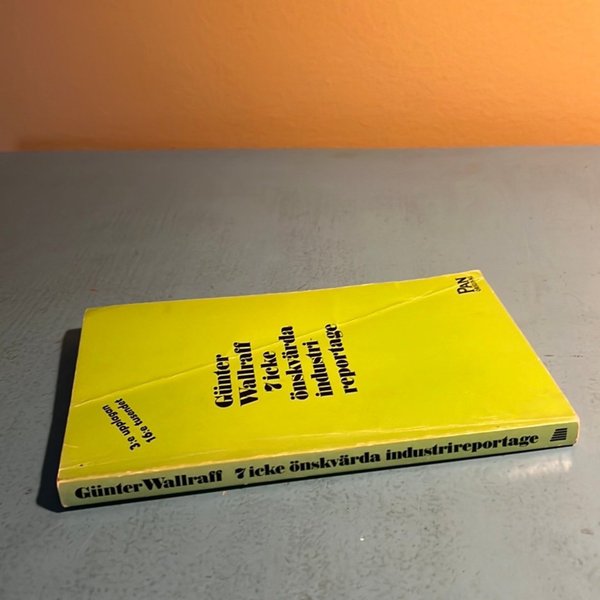 Günter
Wallraff
7 icke
önskvärda
industri-
reportage
3:e upplagan
16:e tusendet
PAN
Günter Wallraff 7 icke önskvärda industrireportage